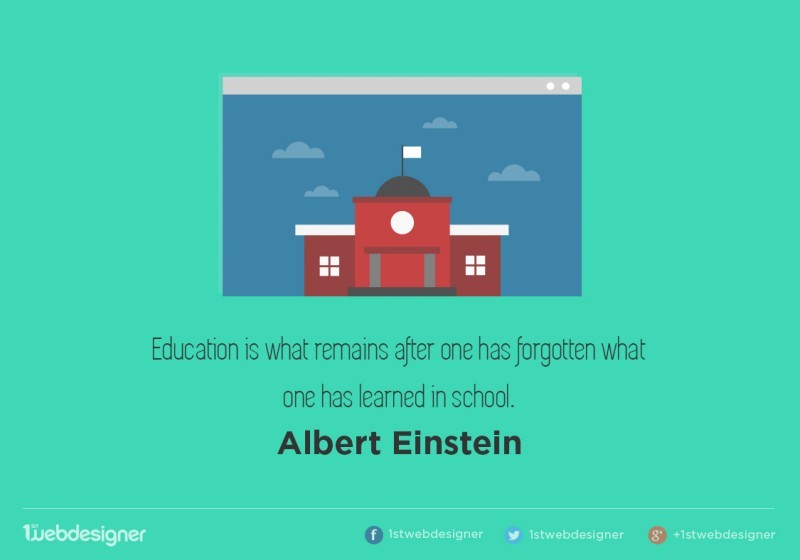 Education is what remains after one has forgotten what
one has learned in school.
Albert Einstein
1stwebdesigner
1stwebdesigner
1stwebdesigner
+1stwebdesigner